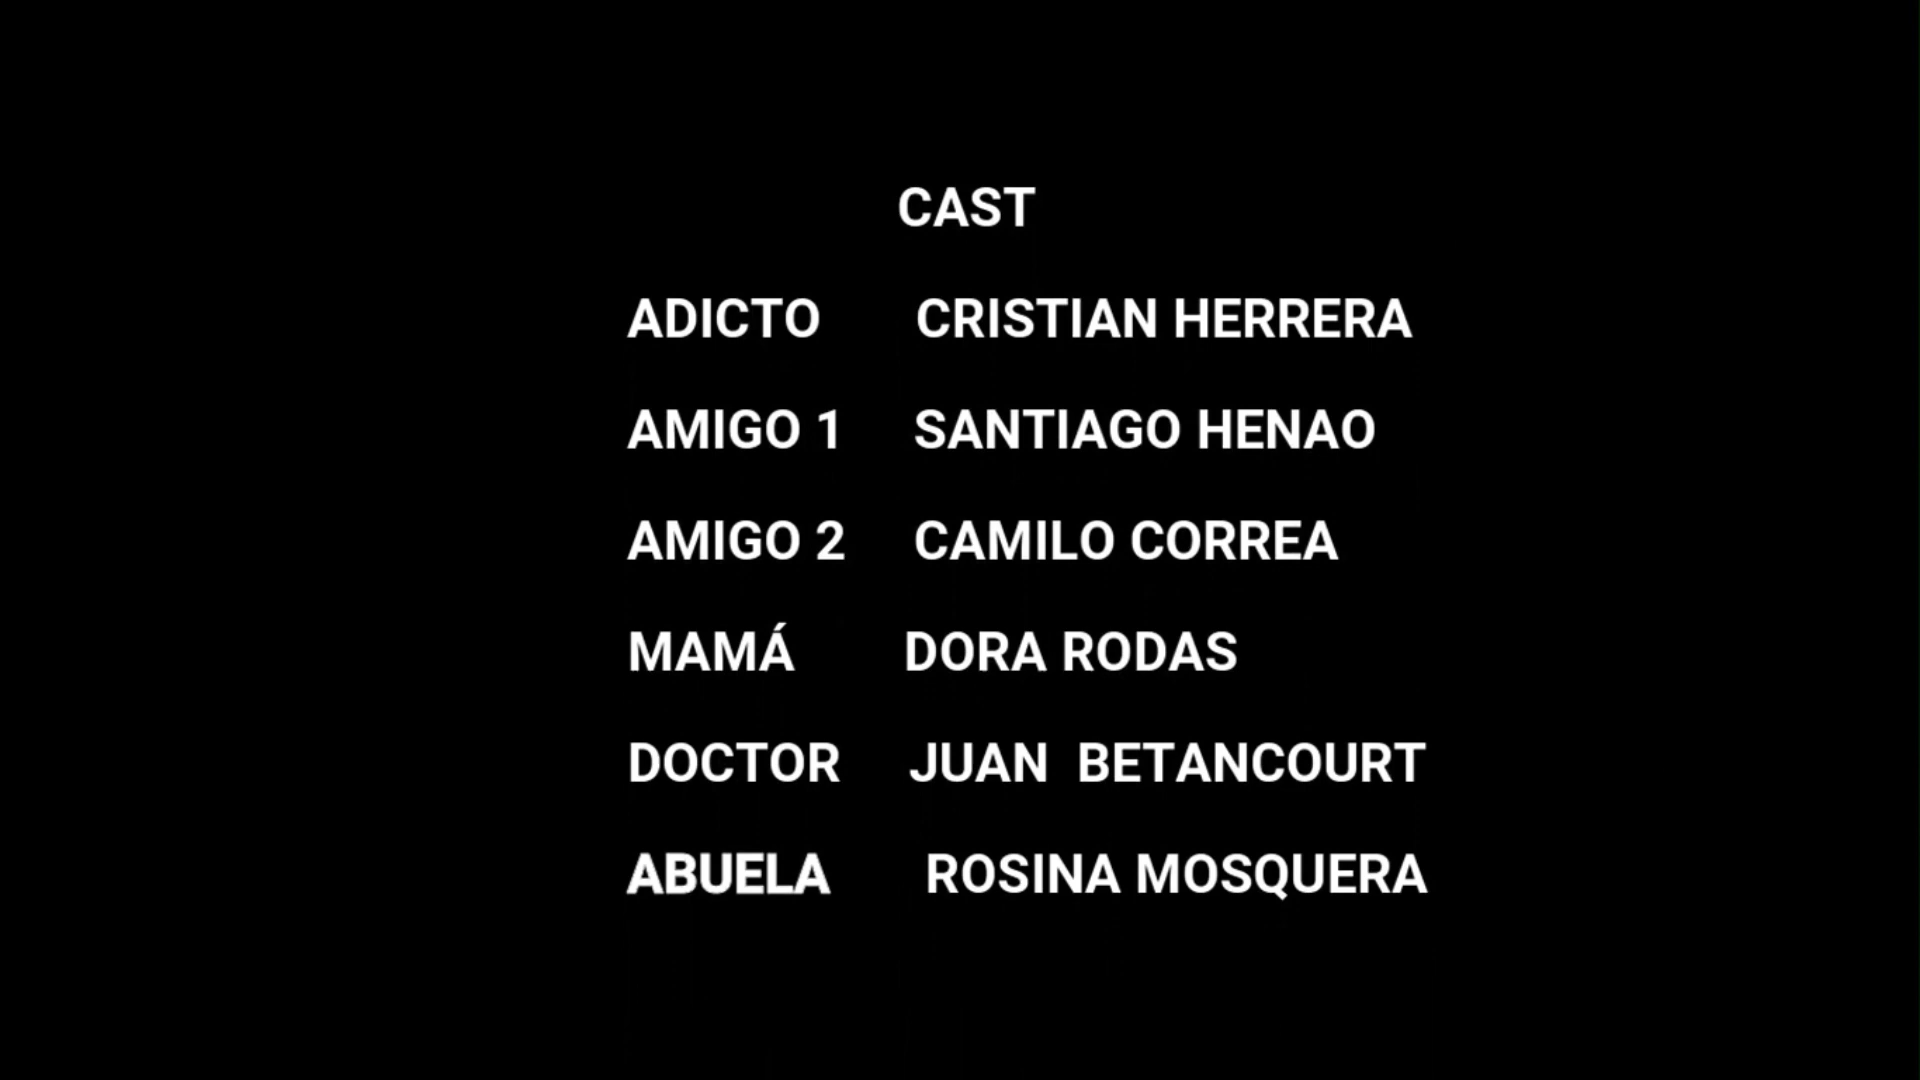 CAST
ADICTO CRISTIAN HERRERA
AMIGO 1 SANTIAGO HENAO
AMIGO 2 CAMILO CORREA
MAMÁ DORA RODAS
DOCTOR JUAN BETANCOURT
ABUELA ROSINA MOSQUERA